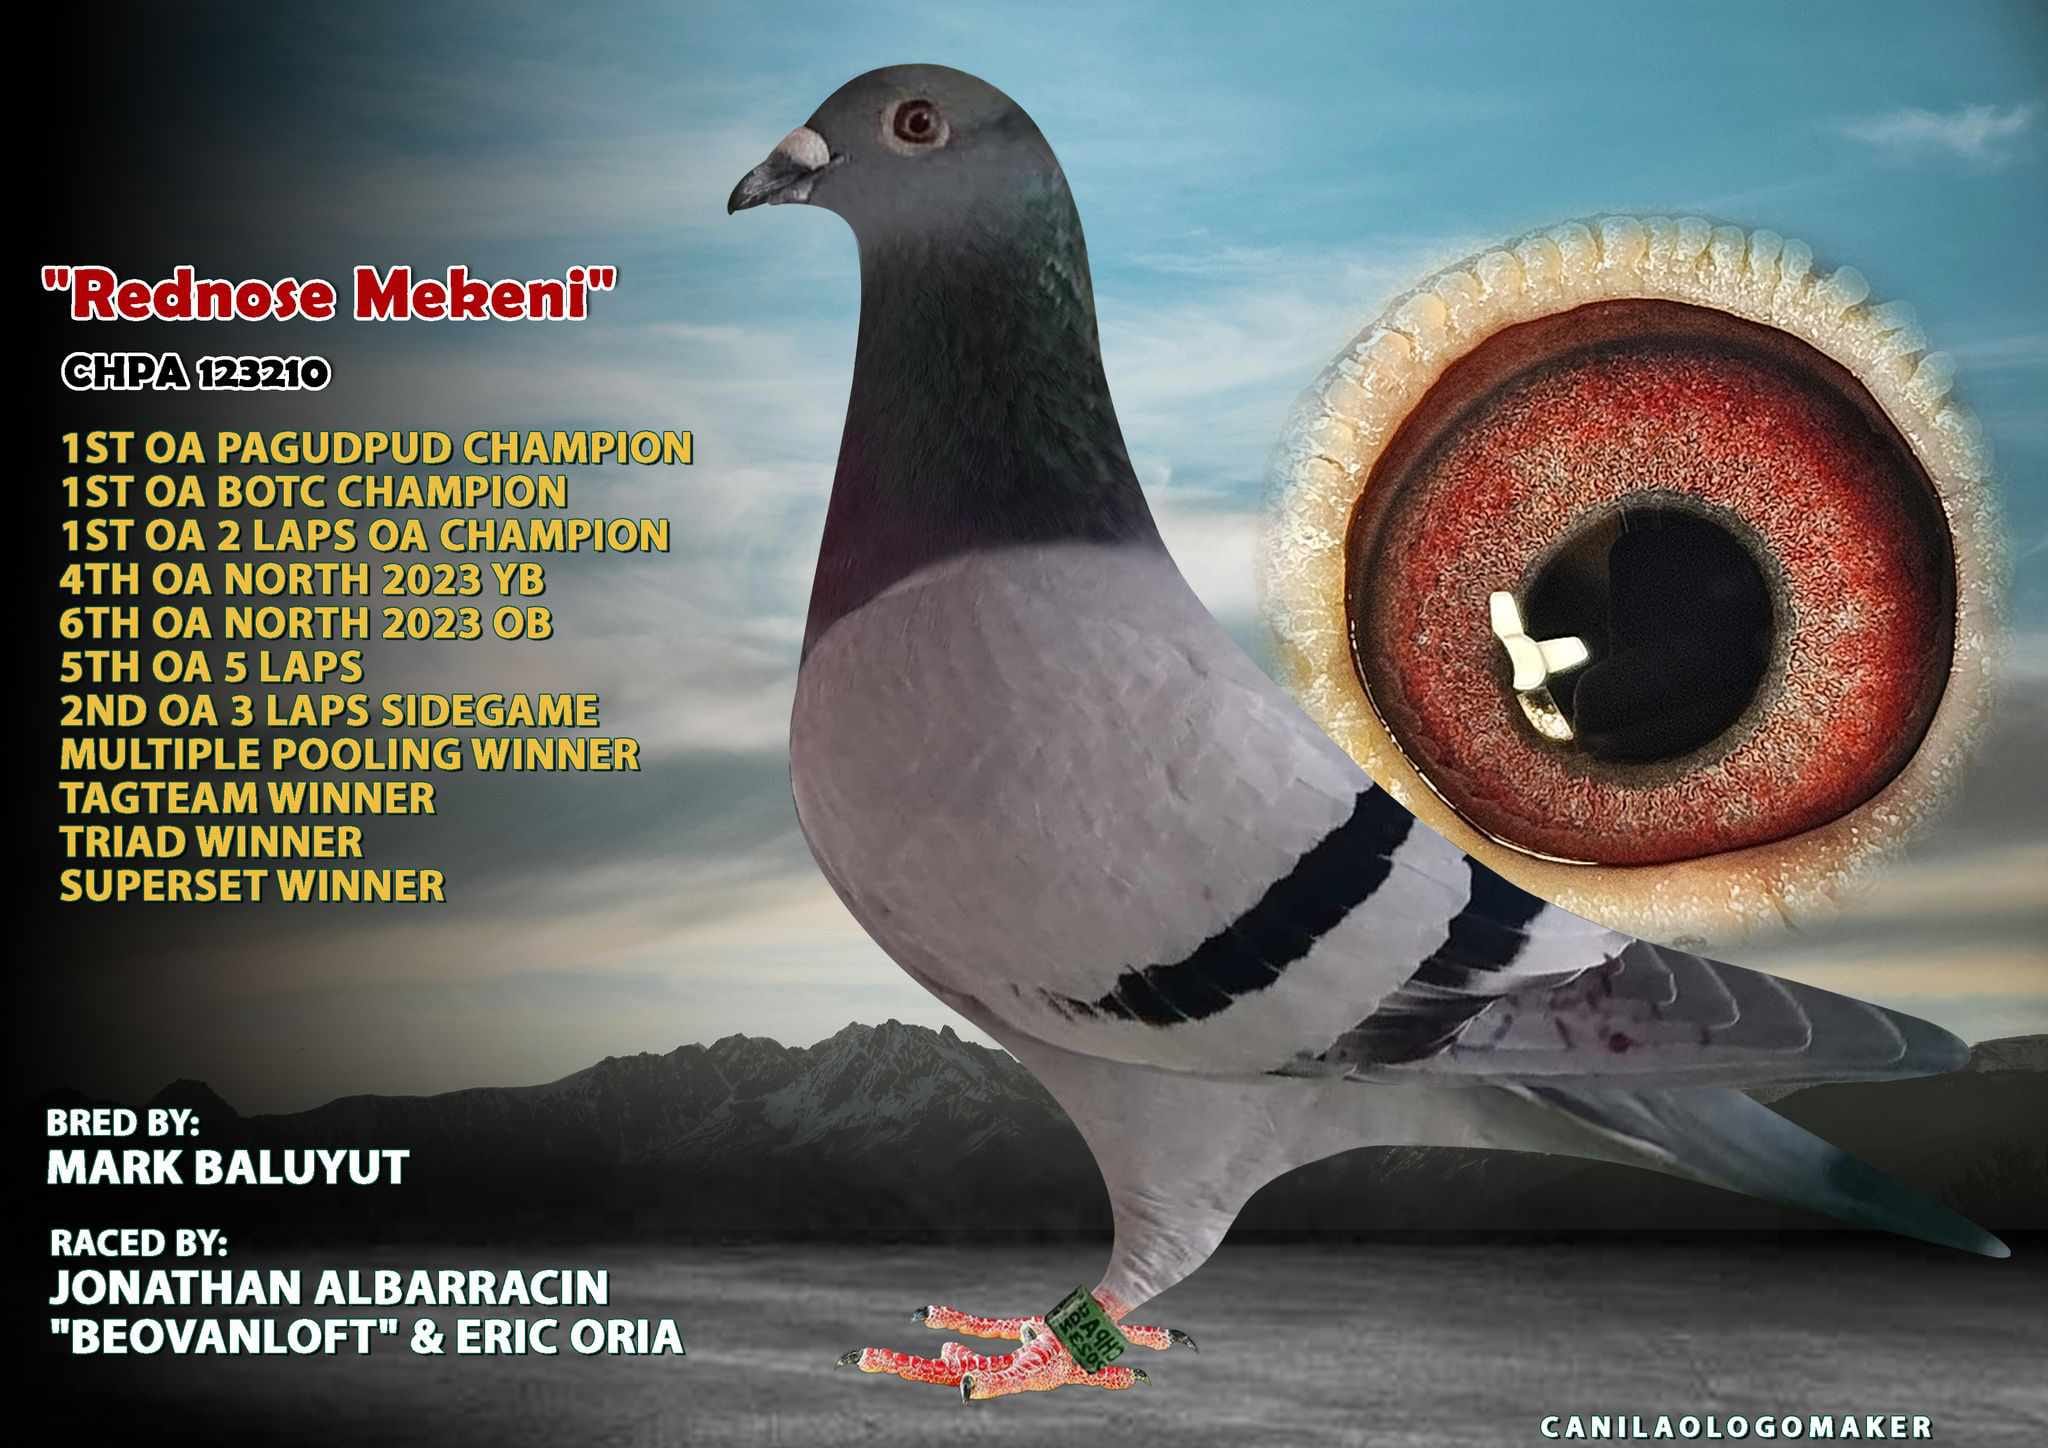 "Rednose Mekeni"
CHPA 123210
1ST OA PAGUDPUD CHAMPION
1ST OA BOTC CHAMPION
1ST OA 2 LAPS OA CHAMPION
4TH OA NORTH 2023 YB
6TH OA NORTH 2023 OB
5TH OA 5 LAPS
2ND OA 3 LAPS SIDEGAME
MULTIPLE POOLING WINNER
TAGTEAM WINNER
TRIAD WINNER
SUPERSET WINNER
BRED BY:
MARK BALUYUT
RACED BY:
JONATHAN ALBARRACIN
"BEOVANLOFT" & ERIC ORIA
CHPA
CANILAOLOGOMAKER